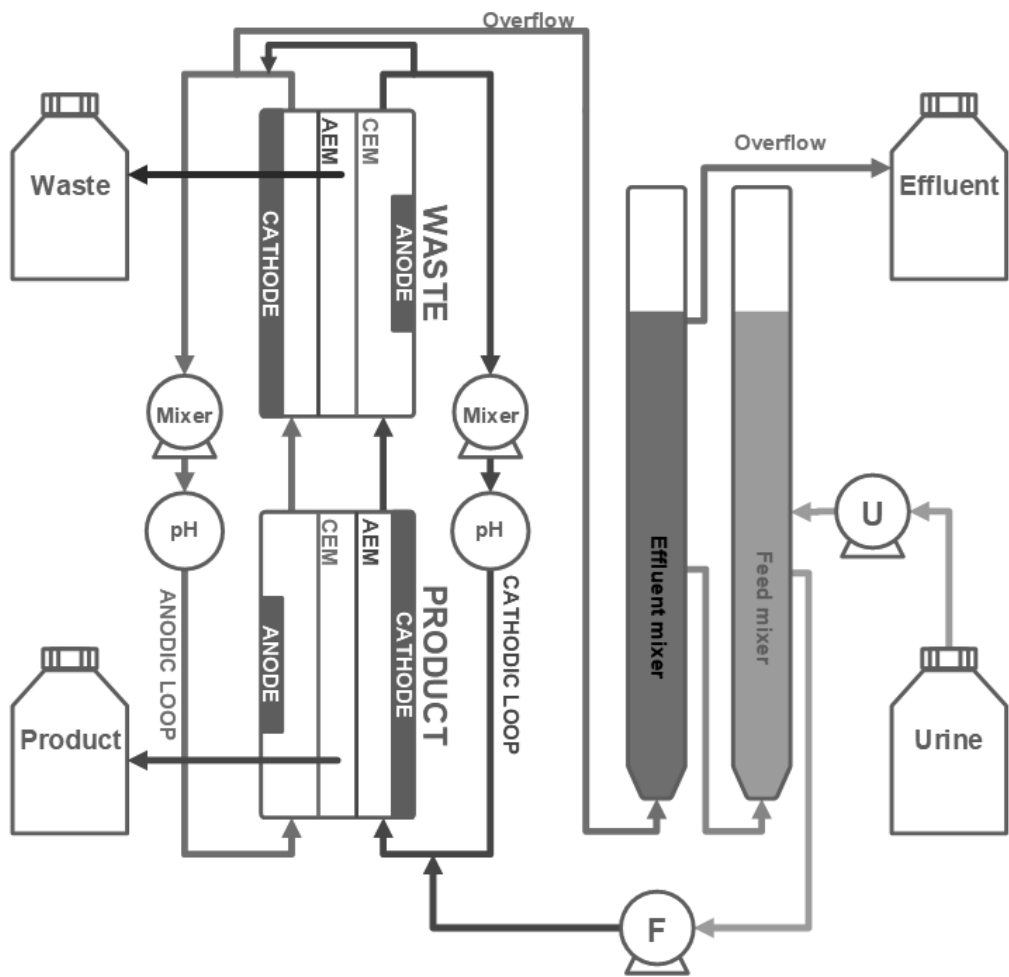 Overflow
AEM
CEM
Waste
CATHODE
ANODE
WASTE
Overflow
Effluent
Mixer
Mixer
pH
pH
CEM
AEM
U
ANODIC LOOP
ANODE
CATHODE
PRODUCT
CATHODIC LOOP
Effluent mixer
Feed mixer
Product
Urine
F